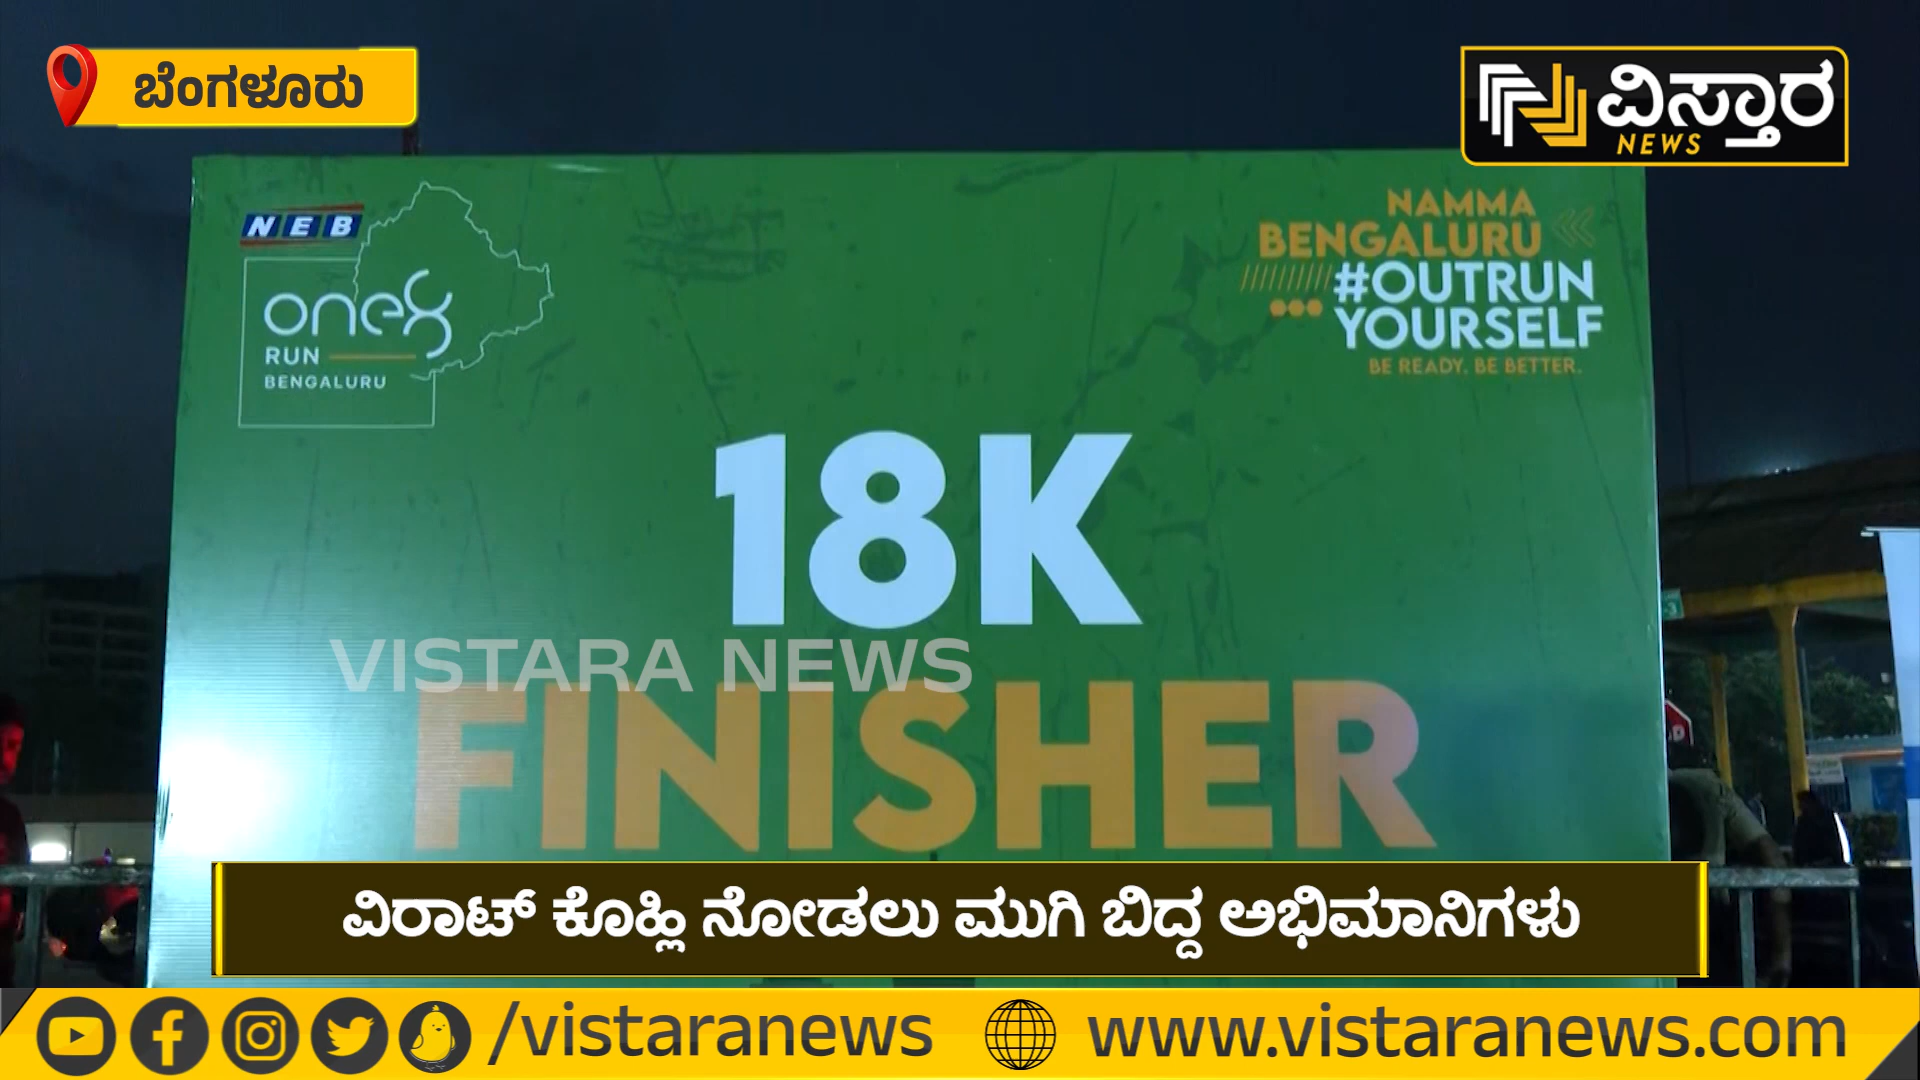 ಬೆಂಗಳೂರು
ವಿಸ್ತಾರ
NEWS
NEB
one8
RUN
BENGALURU
NAMMA
BENGALURU
#OUTRUN
YOURSELF
BE READY. BE BETTER.
18K
VISTARA NEWS
FINISHER
ವಿರಾಟ್ ಕೊಹ್ಲಿ ನೋಡಲು ಮುಗಿ ಬಿದ್ದ ಅಭಿಮಾನಿಗಳು
/vistaranews
www.vistaranews.com